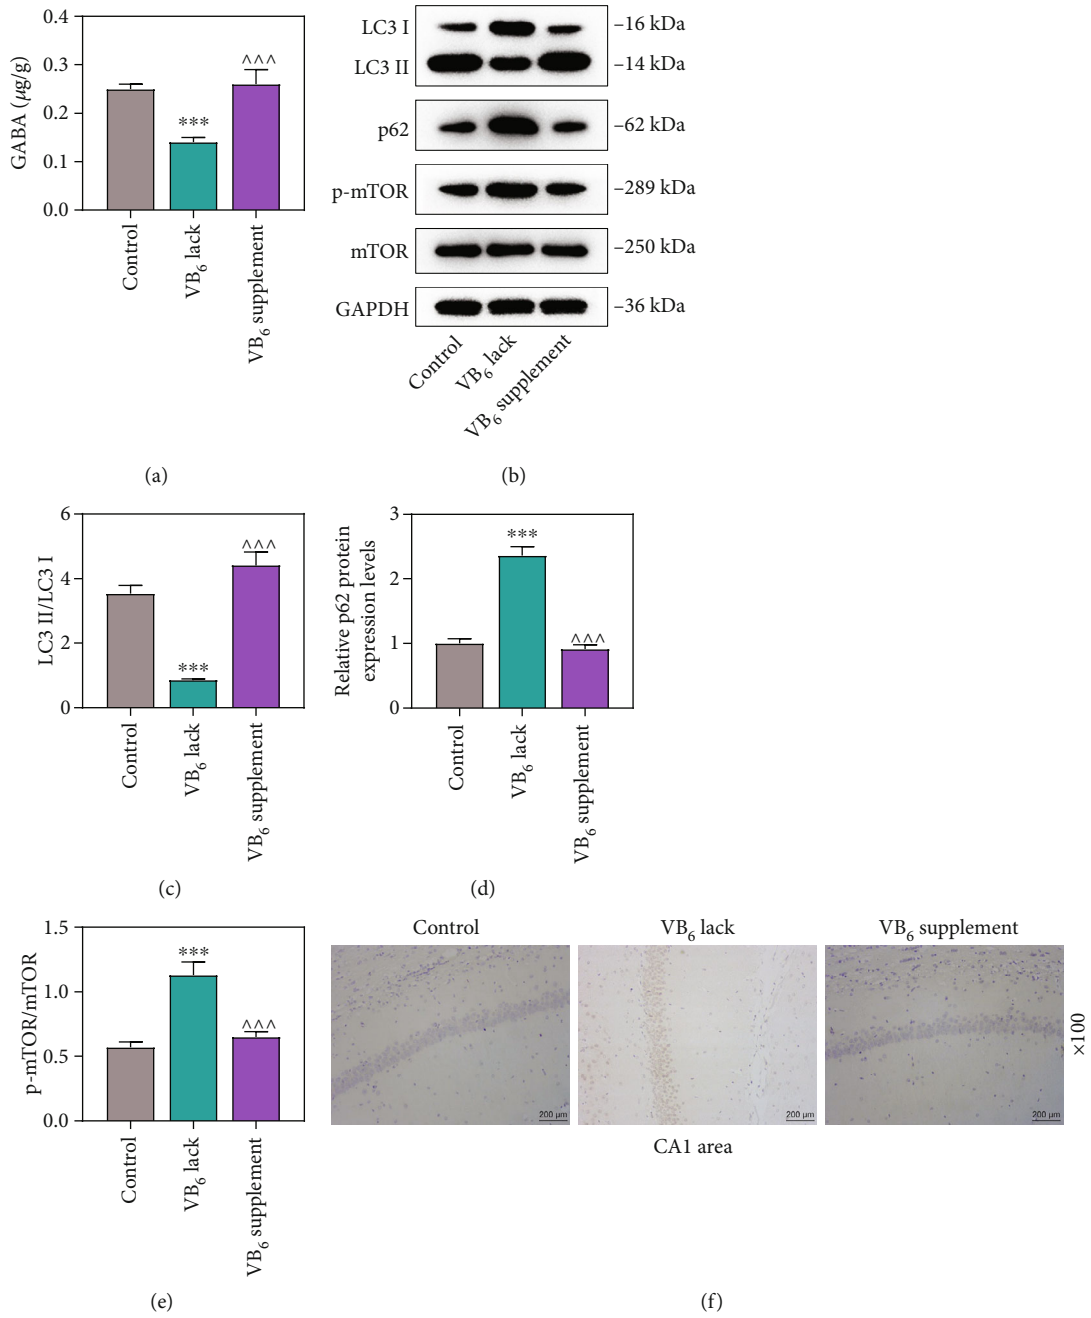 GABA (μg/g)
0.4
0.3
0.2
0.1
0.0
***
^^^
Control
VB6 lack
VB6 supplement
(a)
LC3 I
LC3 II
p62
p-mTOR
mTOR
GAPDH
–16 kDa
–14 kDa
–62 kDa
–289 kDa
–250 kDa
–36 kDa
Control
VB6 lack
VB6 supplement
(b)
LC3 II/LC3 I
6
4
2
0
***
^^^
Control
VB6 lack
VB6 supplement
(c)
Relative p62 protein
expression levels
3
2
1
0
***
^^^
Control
VB6 lack
VB6 supplement
(d)
p-mTOR/mTOR
1.5
1.0
0.5
0.0
***
^^^
Control
VB6 lack
VB6 supplement
(e)
Control
VB6 lack
VB6 supplement
200 μm
200 μm
200 μm
×100
CA1 area
(f)